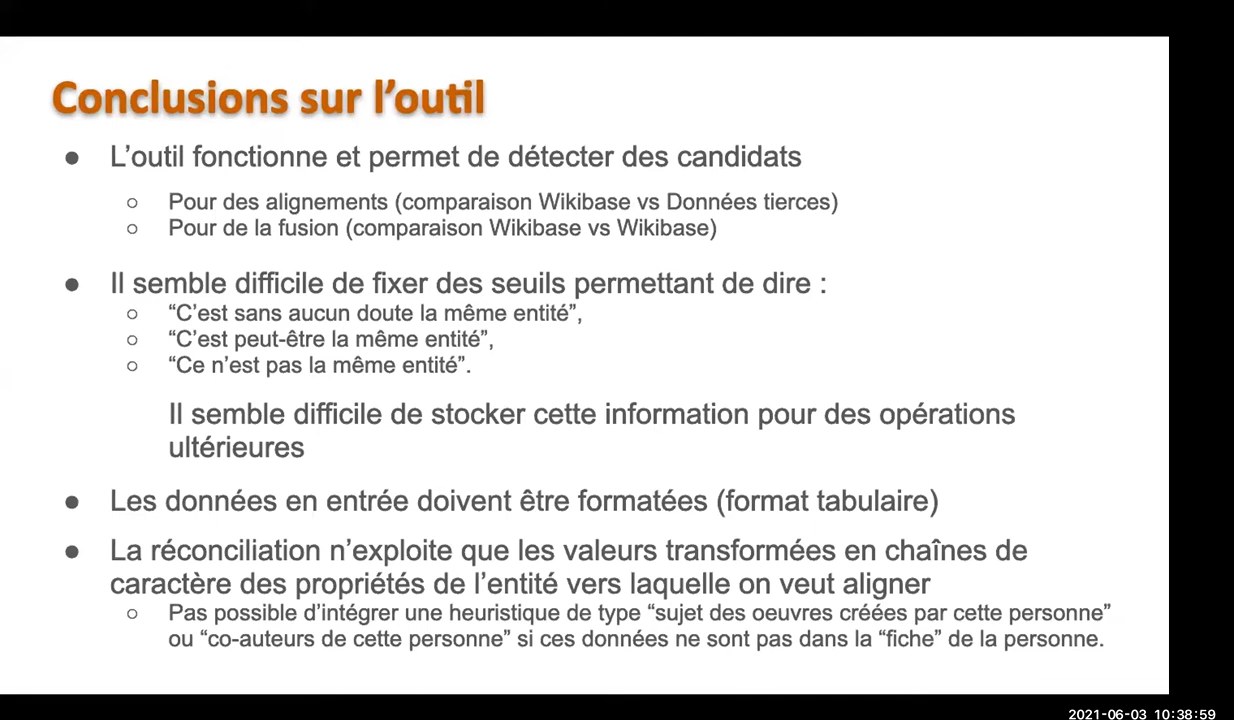 Conclusions sur l’outil
● L’outil fonctionne et permet de détecter des candidats
○ Pour des alignements (comparaison Wikibase vs Données tierces)
○ Pour de la fusion (comparaison Wikibase vs Wikibase)
● Il semble difficile de fixer des seuils permettant de dire :
○ “C’est sans aucun doute la même entité”,
○ “C’est peut-être la même entité”,
○ “Ce n’est pas la même entité”.
Il semble difficile de stocker cette information pour des opérations
ultérieures
● Les données en entrée doivent être formatées (format tabulaire)
● La réconciliation n’exploite que les valeurs transformées en chaînes de
caractère des propriétés de l’entité vers laquelle on veut aligner
○ Pas possible d’intégrer une heuristique de type “sujet des oeuvres créées par cette personne”
ou “co-auteurs de cette personne” si ces données ne sont pas dans la “fiche” de la personne.
2021-06-03 10:38:59